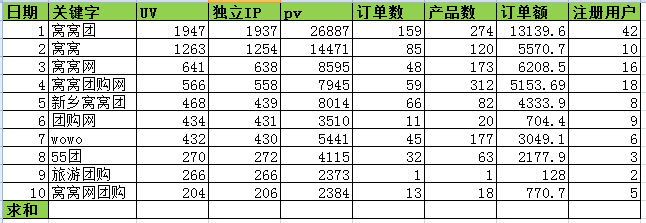 日期 关键字 UV 独立IP pv 订单数 产品数 订单额 注册用户
1 窝窝团 1947 1937 26887 159 274 13139.6 42
2 窝窝 1263 1254 14471 85 120 5570.7 10
3 窝窝网 641 638 8595 48 173 6208.5 16
4 窝窝团购网 566 558 7945 59 312 5153.69 18
5 新乡窝窝团 468 439 8014 66 82 4333.9 8
6 团购网 434 431 3510 11 20 704.4 9
7 wowo 432 430 5441 45 177 3049.1 6
8 55团 270 272 4115 32 63 2177.9 3
9 旅游团购 266 266 2373 1 1 128 2
10 窝窝网团购 204 206 2384 13 18 770.7 5
求和